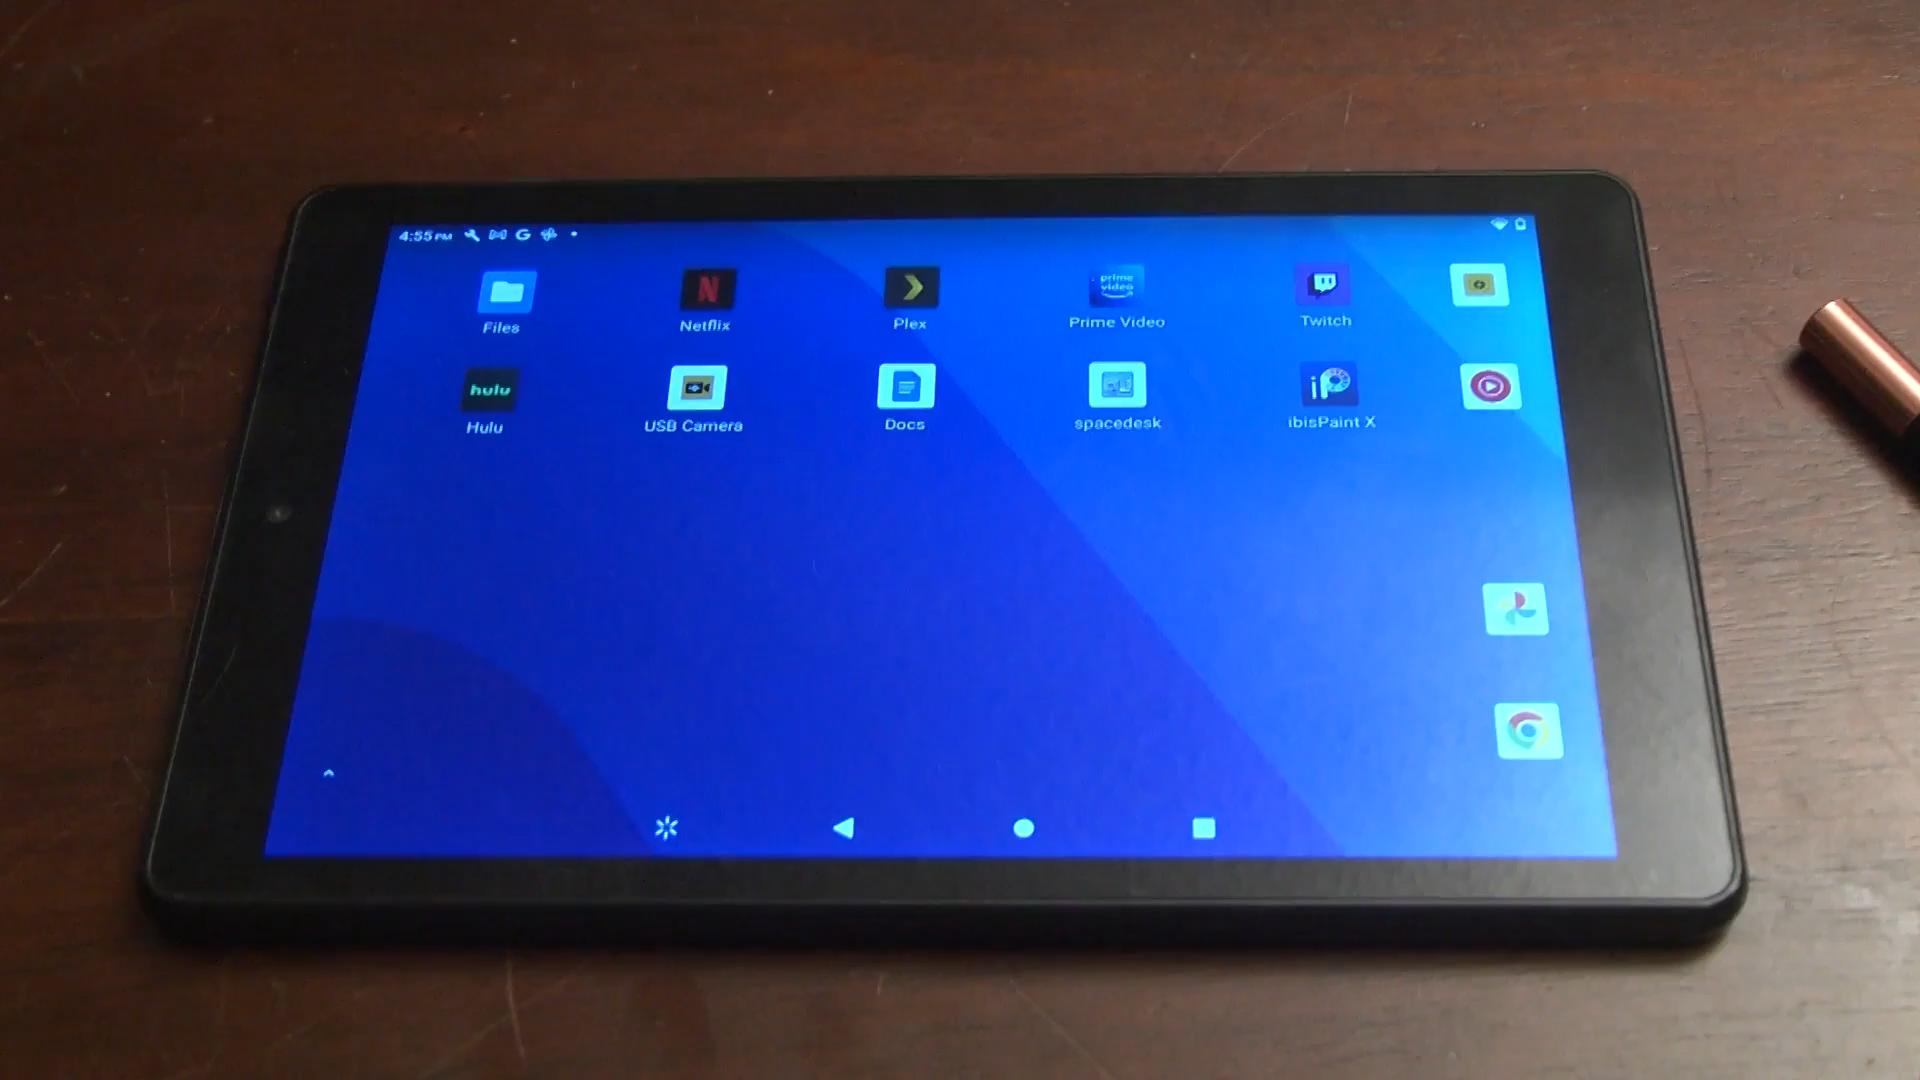 4:55 PM
Files
Netflix
Plex
prime video
Prime Video
Twitch
hulu
Hulu
USB Camera
Docs
spacedesk
iP
ibisPaint X